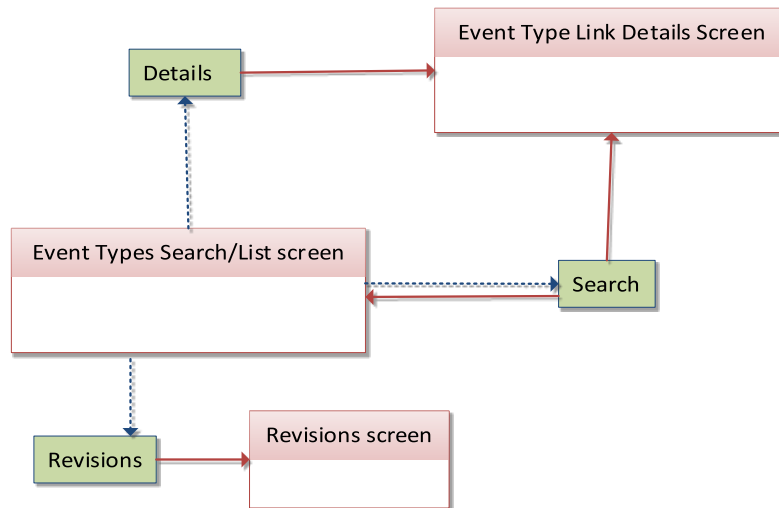 Event Type Link Details Screen
Details
Event Types Search/List screen
Search
Revisions screen
Revisions